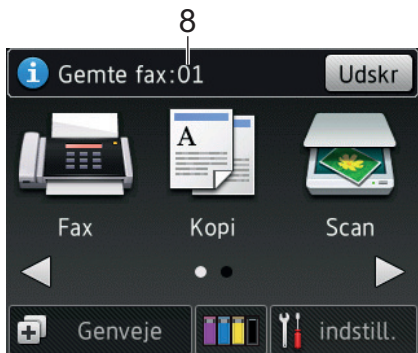 8
Gemte fax:01 Udskr
A
Fax Kopi Scan
Genveje indstill.